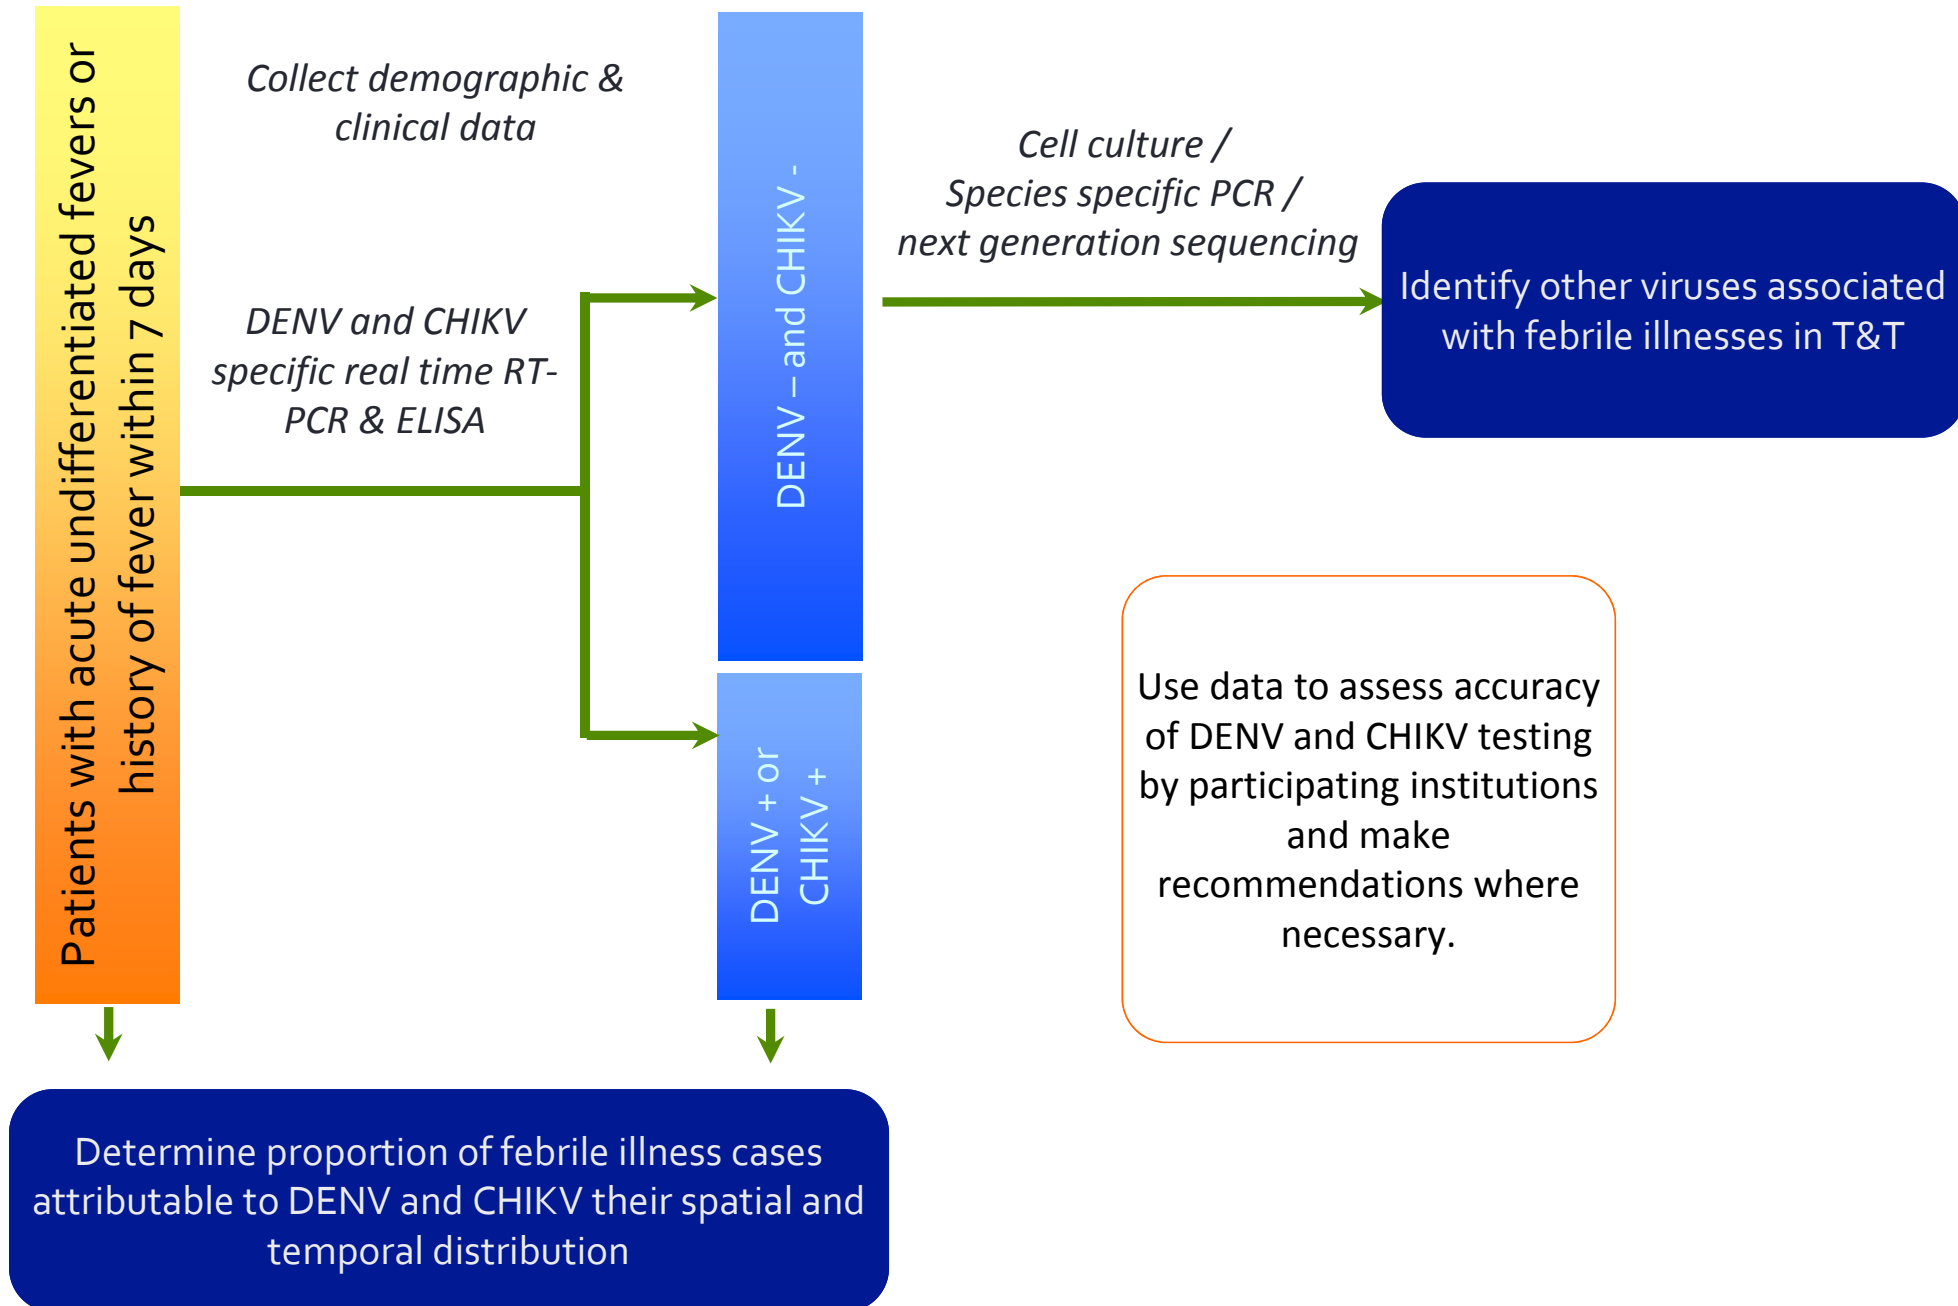 Patients with acute undifferentiated fevers or
history of fever within 7 days
Collect demographic &
clinical data
DENV and CHIKV
specific real time RT-
PCR & ELISA
DENV – and CHIKV -
DENV + or
CHIKV +
Cell culture /
Species specific PCR /
next generation sequencing
Identify other viruses associated
with febrile illnesses in T&T
Use data to assess accuracy
of DENV and CHIKV testing
by participating institutions
and make
recommendations where
necessary.
Determine proportion of febrile illness cases
attributable to DENV and CHIKV their spatial and
temporal distribution